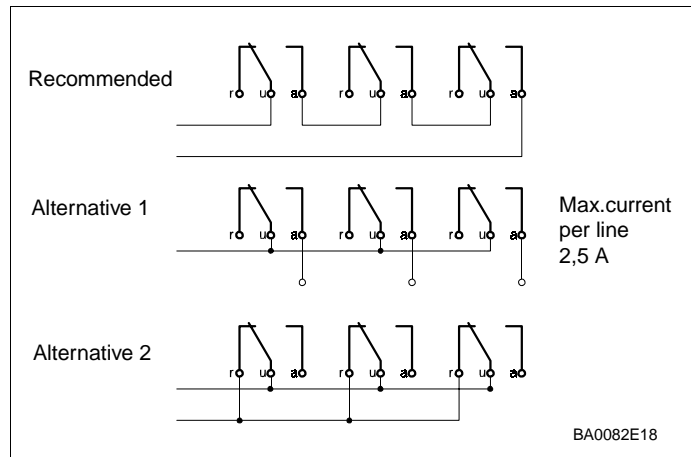 Recommended
r u a r u a r u a
Alternative 1
r u a r u a r u a
Max.current
per line
2,5 A
Alternative 2
r u a r u a r u a
BA0082E18